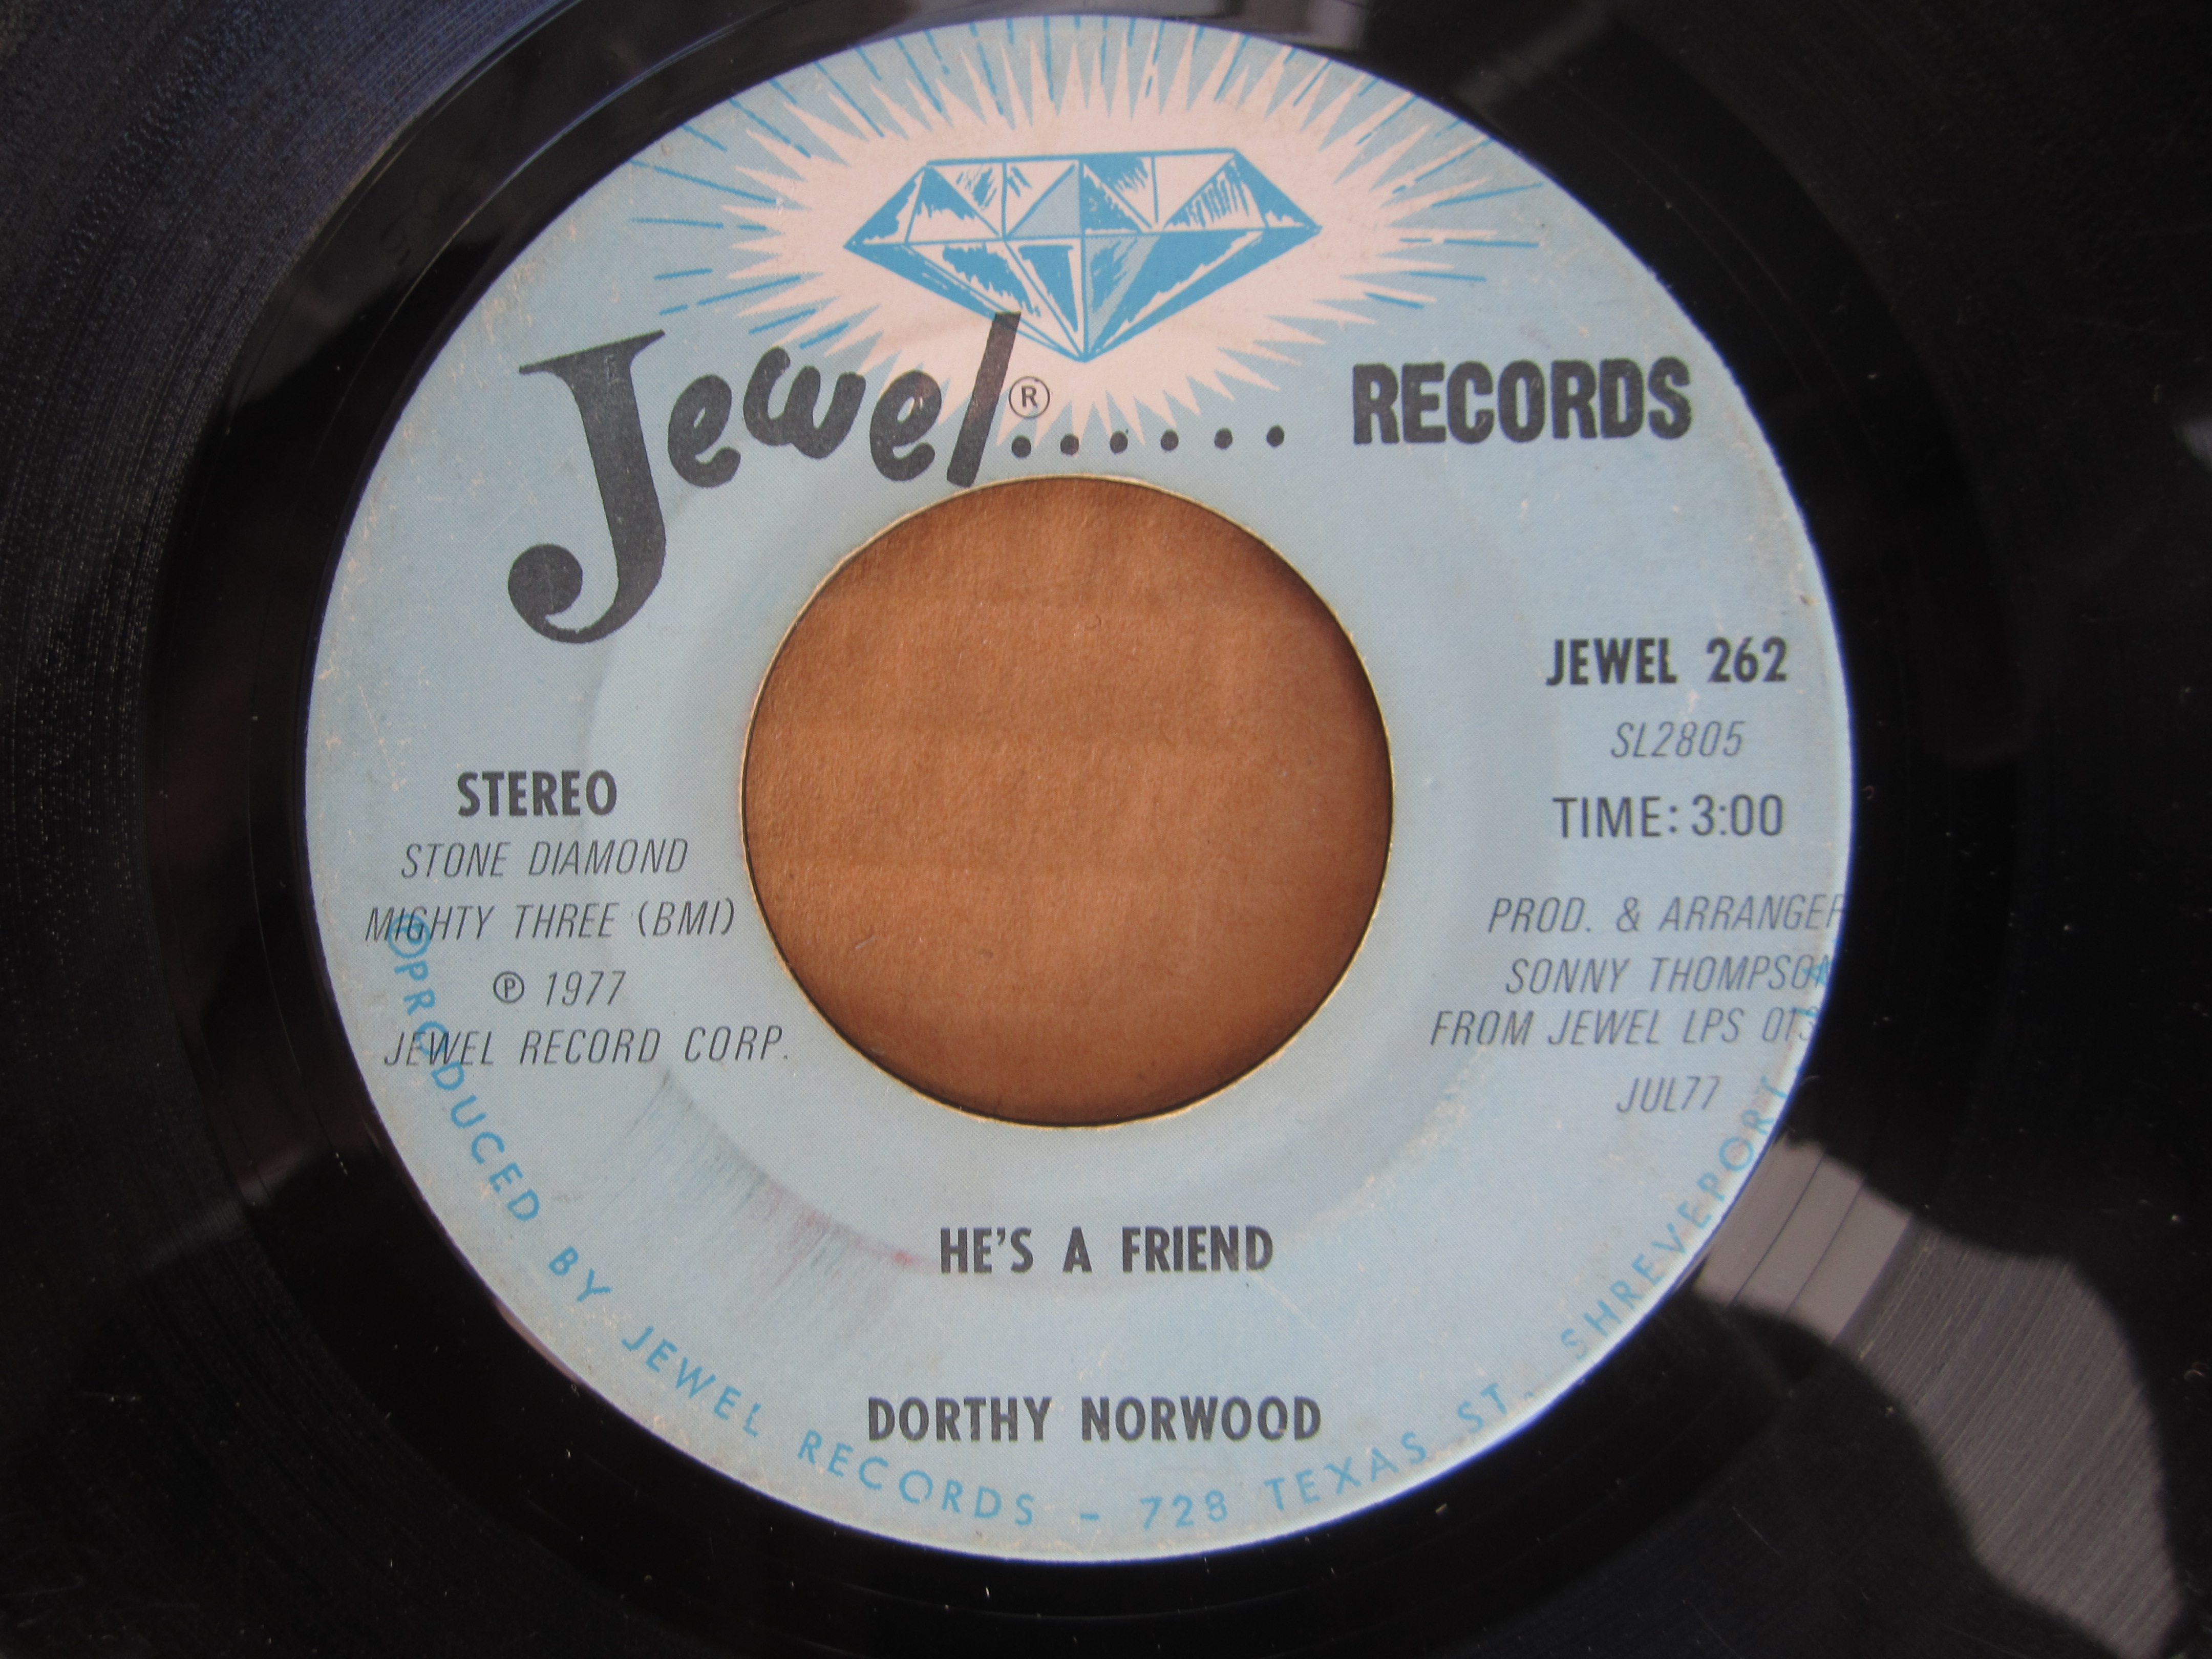 Jewel®...... RECORDS
JEWEL 262
SL2805
TIME: 3:00
STEREO
STONE DIAMOND
MIGHTY THREE (BMI)
℗ 1977
JEWEL RECORD CORP.
PROD. & ARRANGER
SONNY THOMPSON
FROM JEWEL LPS
JUL77
HE'S A FRIEND
DORTHY NORWOOD
PRODUCED BY JEWEL RECORDS - 728 TEXAS ST. SHREVEPORT